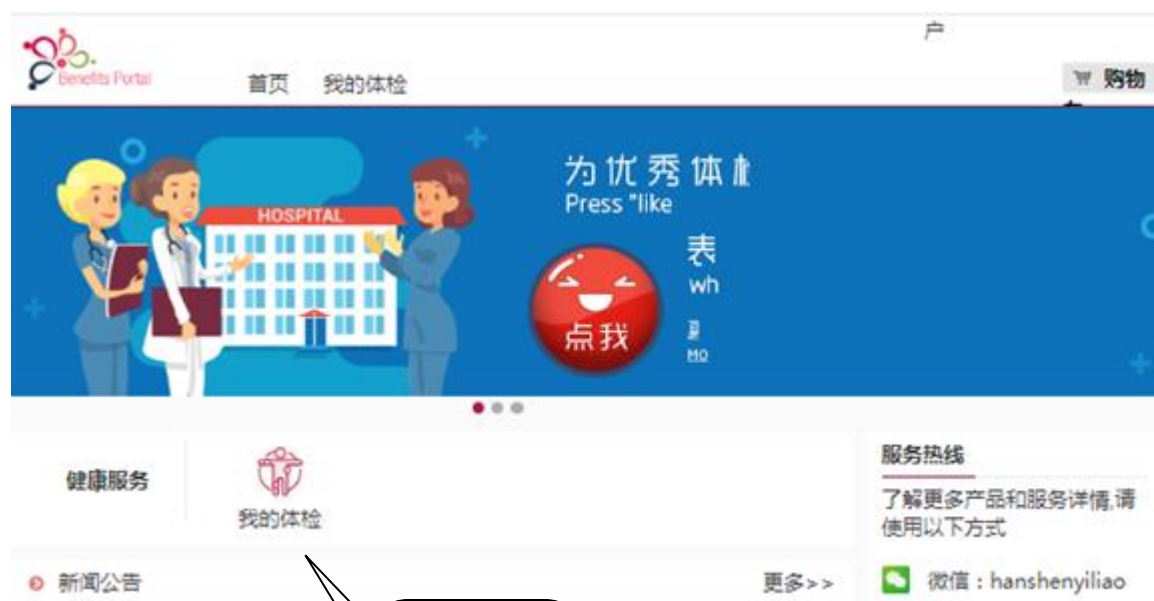 户
Benefits Portal
首页 我的体检
购物
HOSPITAL
为优秀体
Press "like
表
wh
点我
MO
健康服务
我的体检
服务热线
了解更多产品和服务详情,请
使用以下方式
新闻公告
更多>>
微信：hanshenyiliao